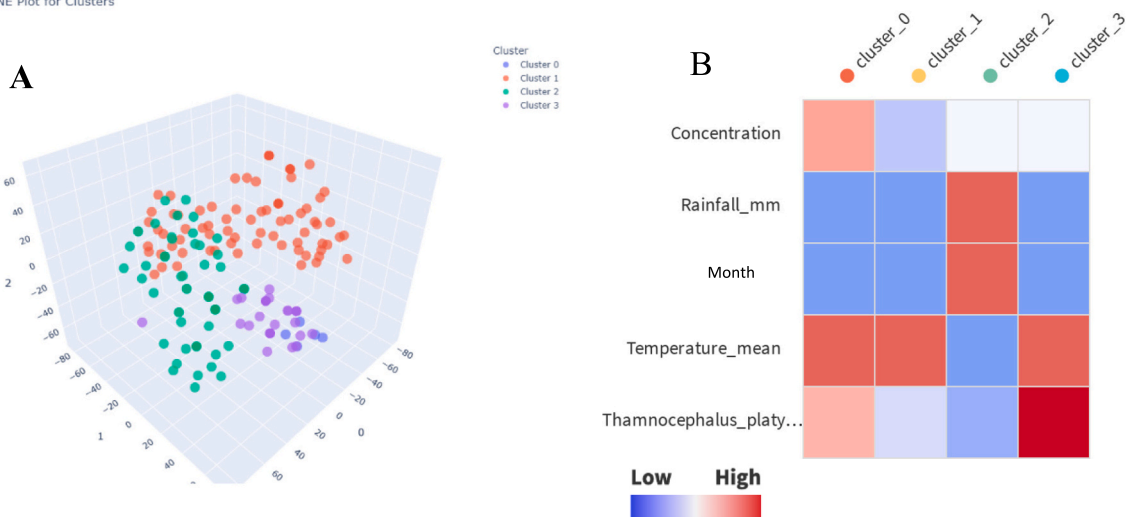 NE Plot for Clusters
A
Cluster
Cluster 0
Cluster 1
Cluster 2
Cluster 3
60
40
20
0
2
−20
−40
−60
−80
−60
−40
−20
1
0
20
40
−80
−60
−40
−20
0
0
20
40
60
B
cluster_0
cluster_1
cluster_2
cluster_3
Concentration
Rainfall_mm
Month
Temperature_mean
Thamnocephalus_platy...
Low High